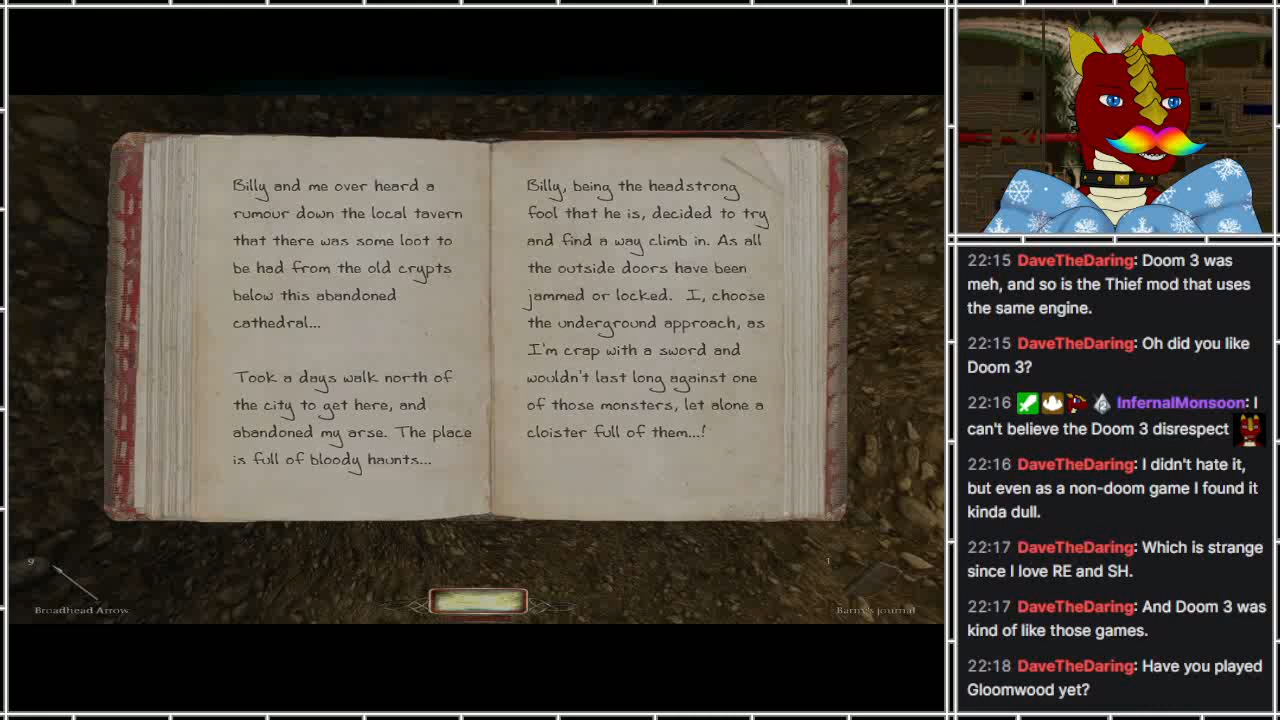 Billy and me over heard a
rumour down the local tavern
that there was some loot to
be had from the old crypts
below this abandoned
cathedral...
Took a days walk north of
the city to get here, and
abandoned my arse. The place
is full of bloody haunts...
Billy, being the headstrong
fool that he is, decided to try
and find a way climb in. As all
the outside doors have been
jammed or locked. I, choose
the underground approach, as
I'm crap with a sword and
wouldn't last long against one
of those monsters, let alone a
cloister full of them...!
9
Broadhead Arrow
1
Barny's journal
22:15 DaveTheDaring: Doom 3 was
meh, and so is the Thief mod that uses
the same engine.
22:15 DaveTheDaring: Oh did you like
Doom 3?
22:16 InfernalMonsoon: I
can't believe the Doom 3 disrespect
22:16 DaveTheDaring: I didn't hate it,
but even as a non-doom game I found it
kinda dull.
22:17 DaveTheDaring: Which is strange
since I love RE and SH.
22:17 DaveTheDaring: And Doom 3 was
kind of like those games.
22:18 DaveTheDaring: Have you played
Gloomwood yet?